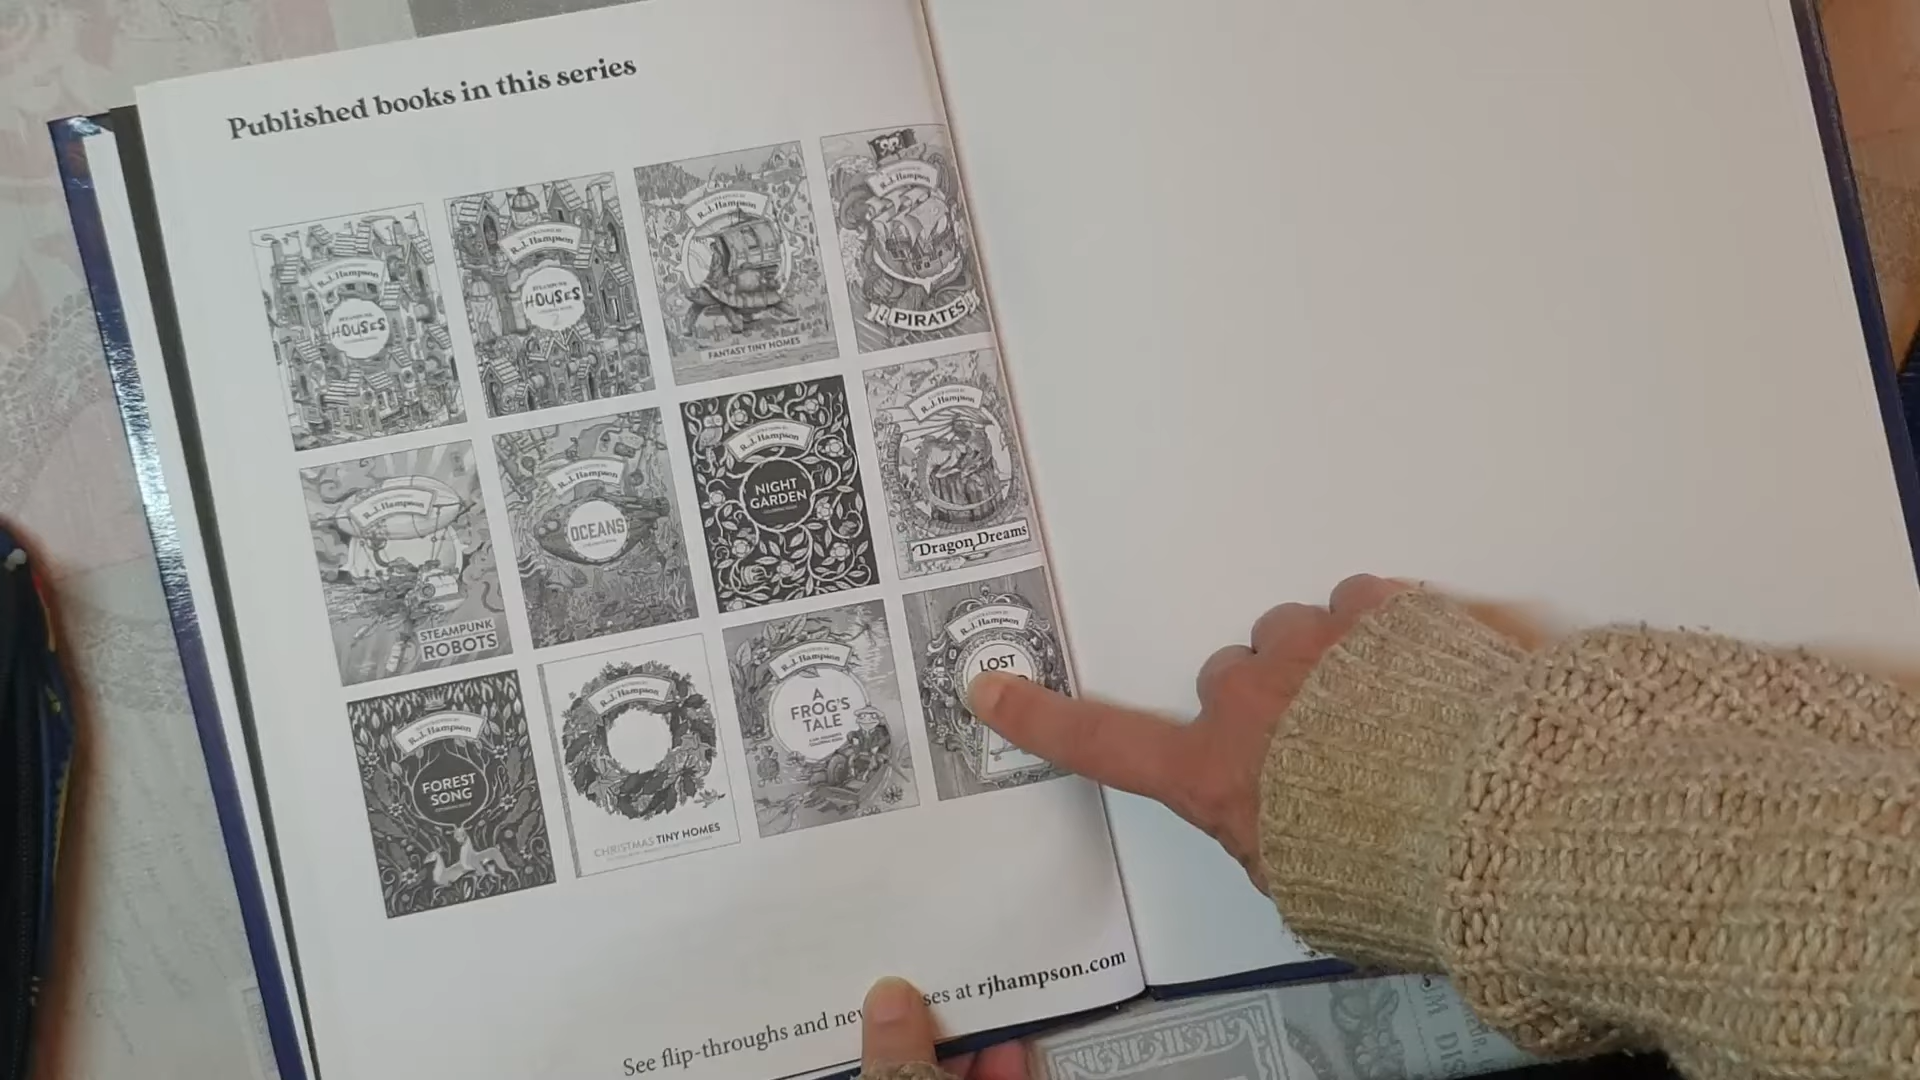 Published books in this series
R.J. Hampson
HOUSES
R.J. Hampson
HOUSES
2
R.J. Hampson
FANTASY TINY HOMES
R.J. Hampson
PIRATES
R.J. Hampson
STEAMPUNK
ROBOTS
R.J. Hampson
OCEANS
R.J. Hampson
NIGHT
GARDEN
R.J. Hampson
Dragon Dreams
R.J. Hampson
FOREST
SONG
R.J. Hampson
CHRISTMAS TINY HOMES
R.J. Hampson
A
FROG'S
TALE
R.J. Hampson
LOST
See flip-throughs and at rjhampson.com